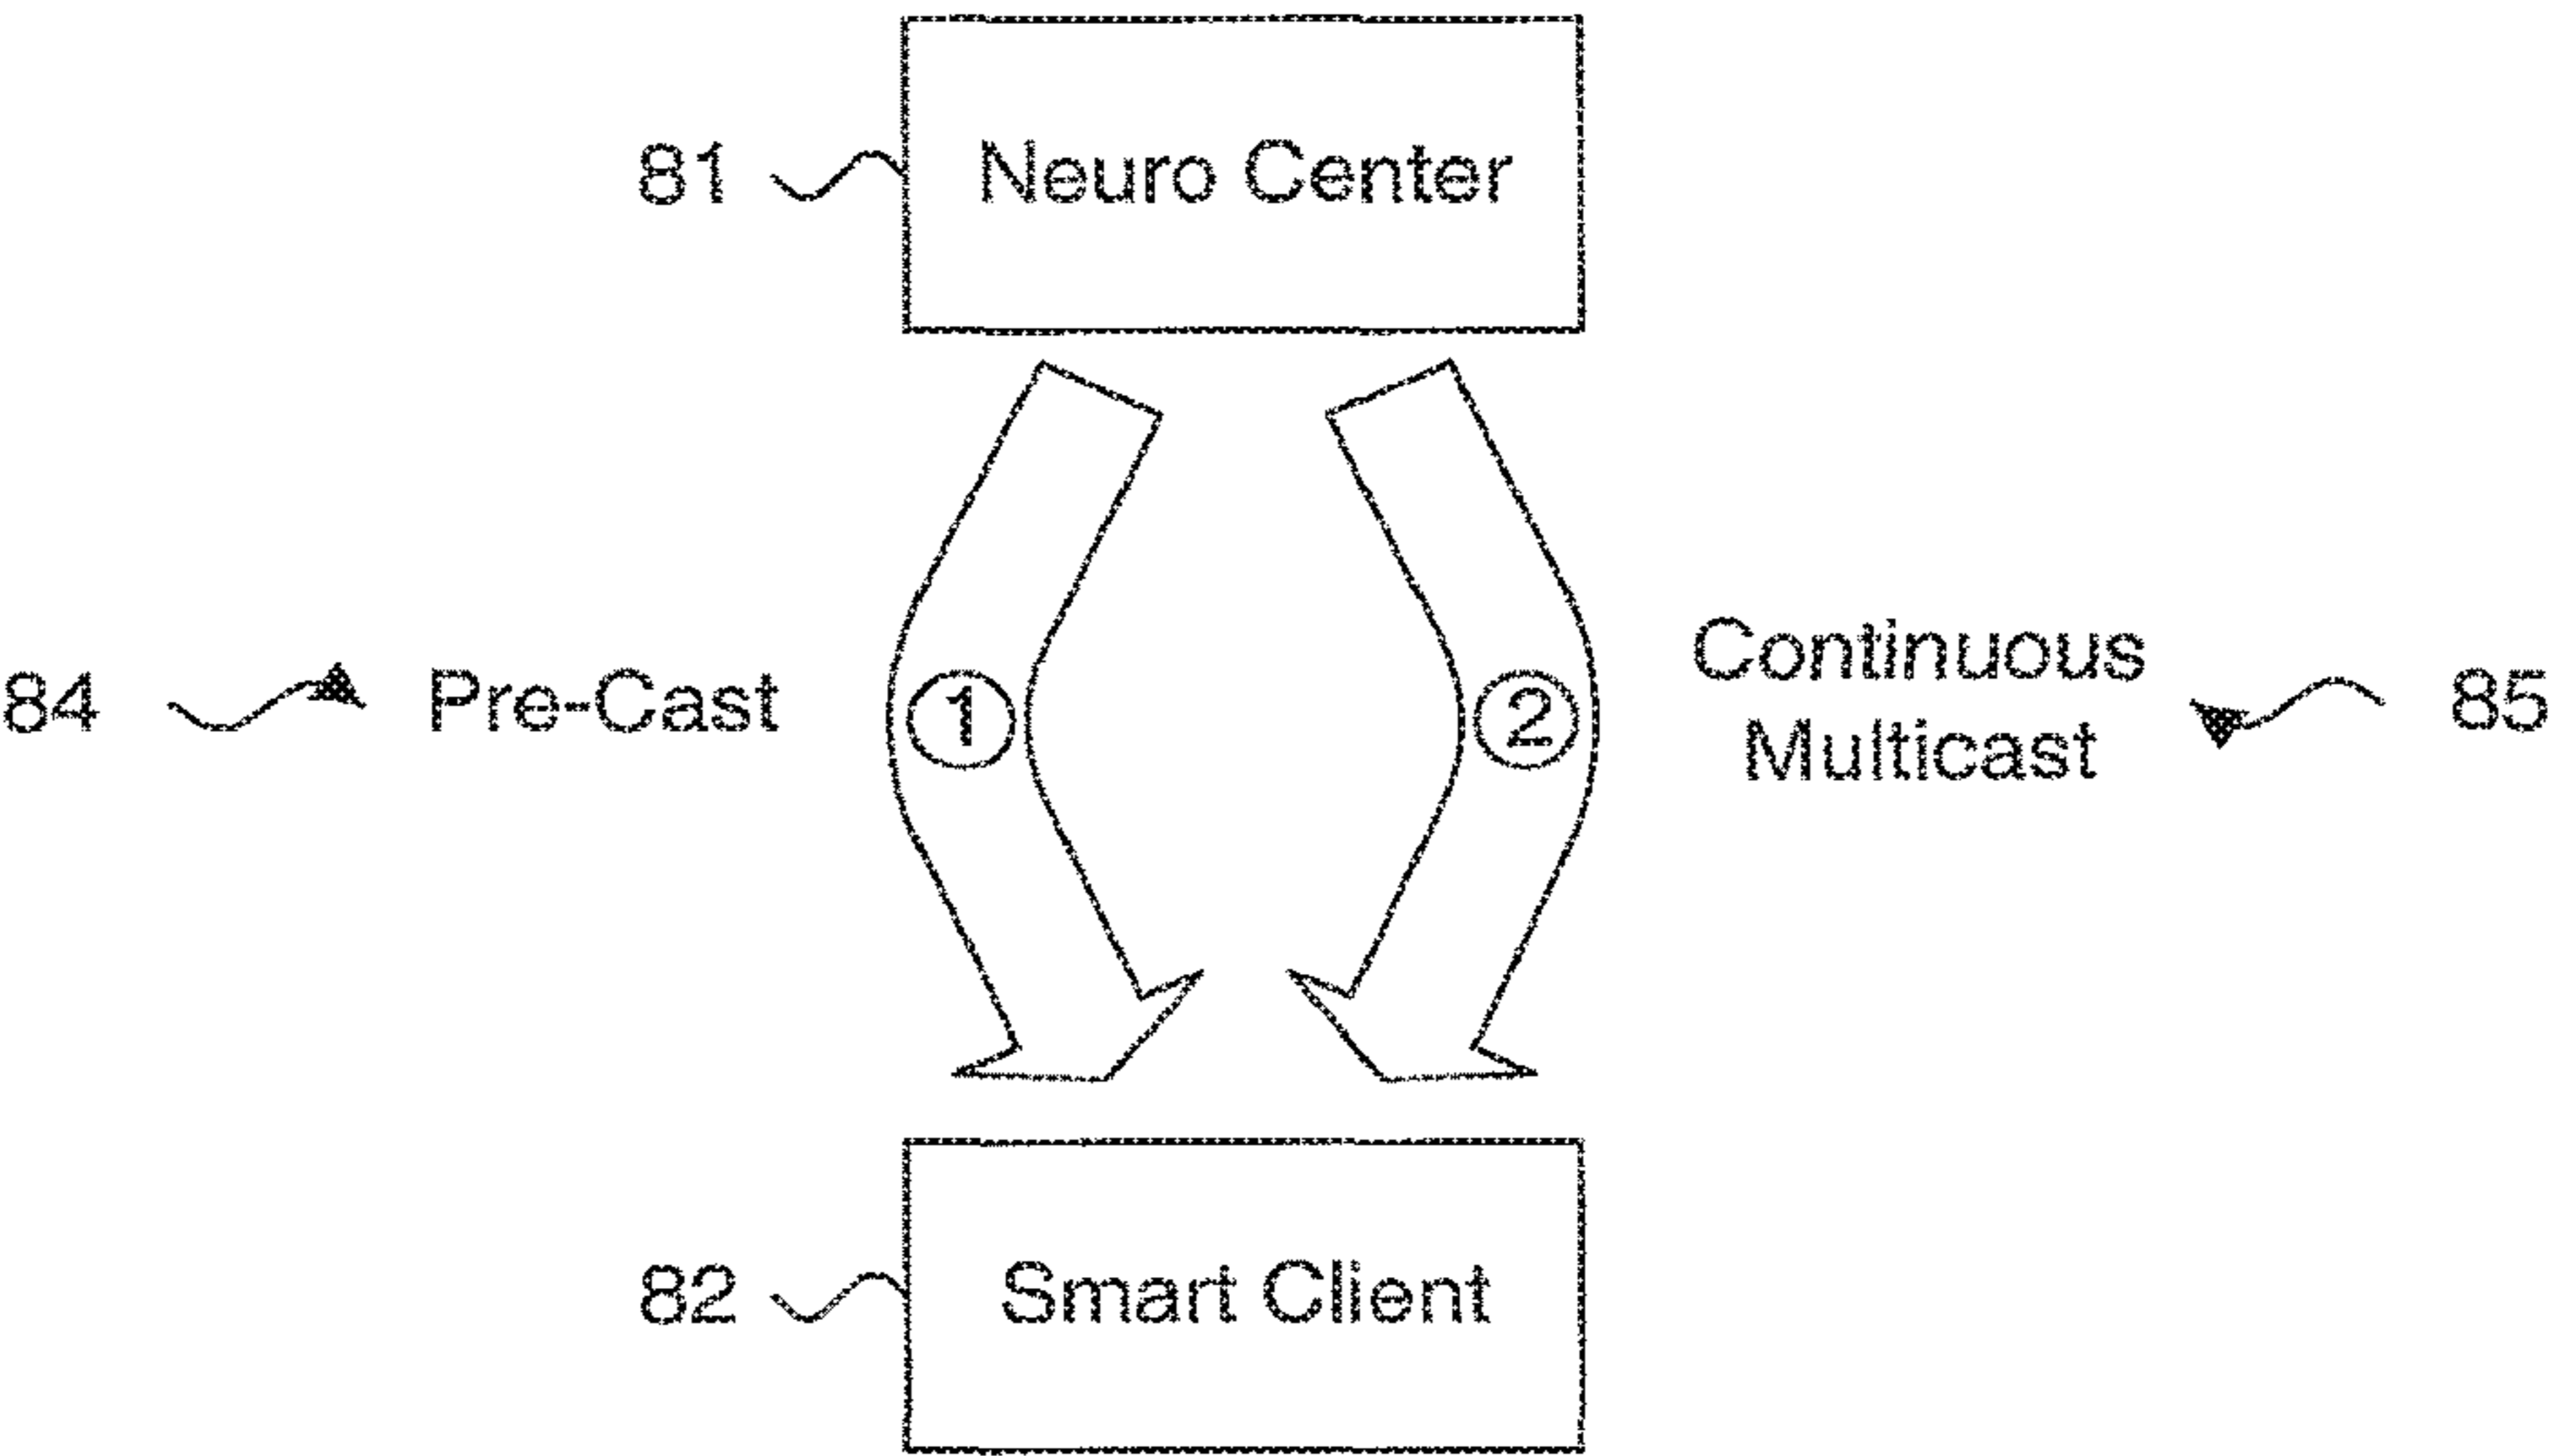 81 Neuro Center
84 Pre-Cast ① ② Continuous
Multicast 85
82 Smart Client